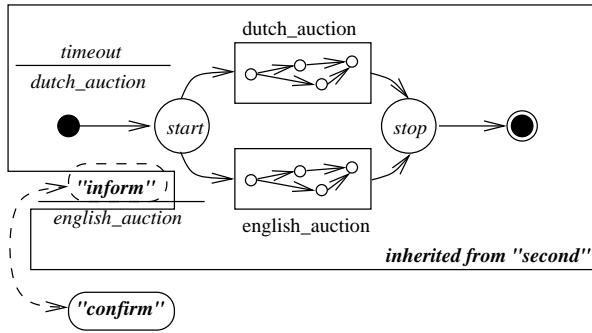 dutch_auction
timeout
dutch_auction
start
stop
"inform"
english_auction
english_auction
inherited from "second"
"confirm"